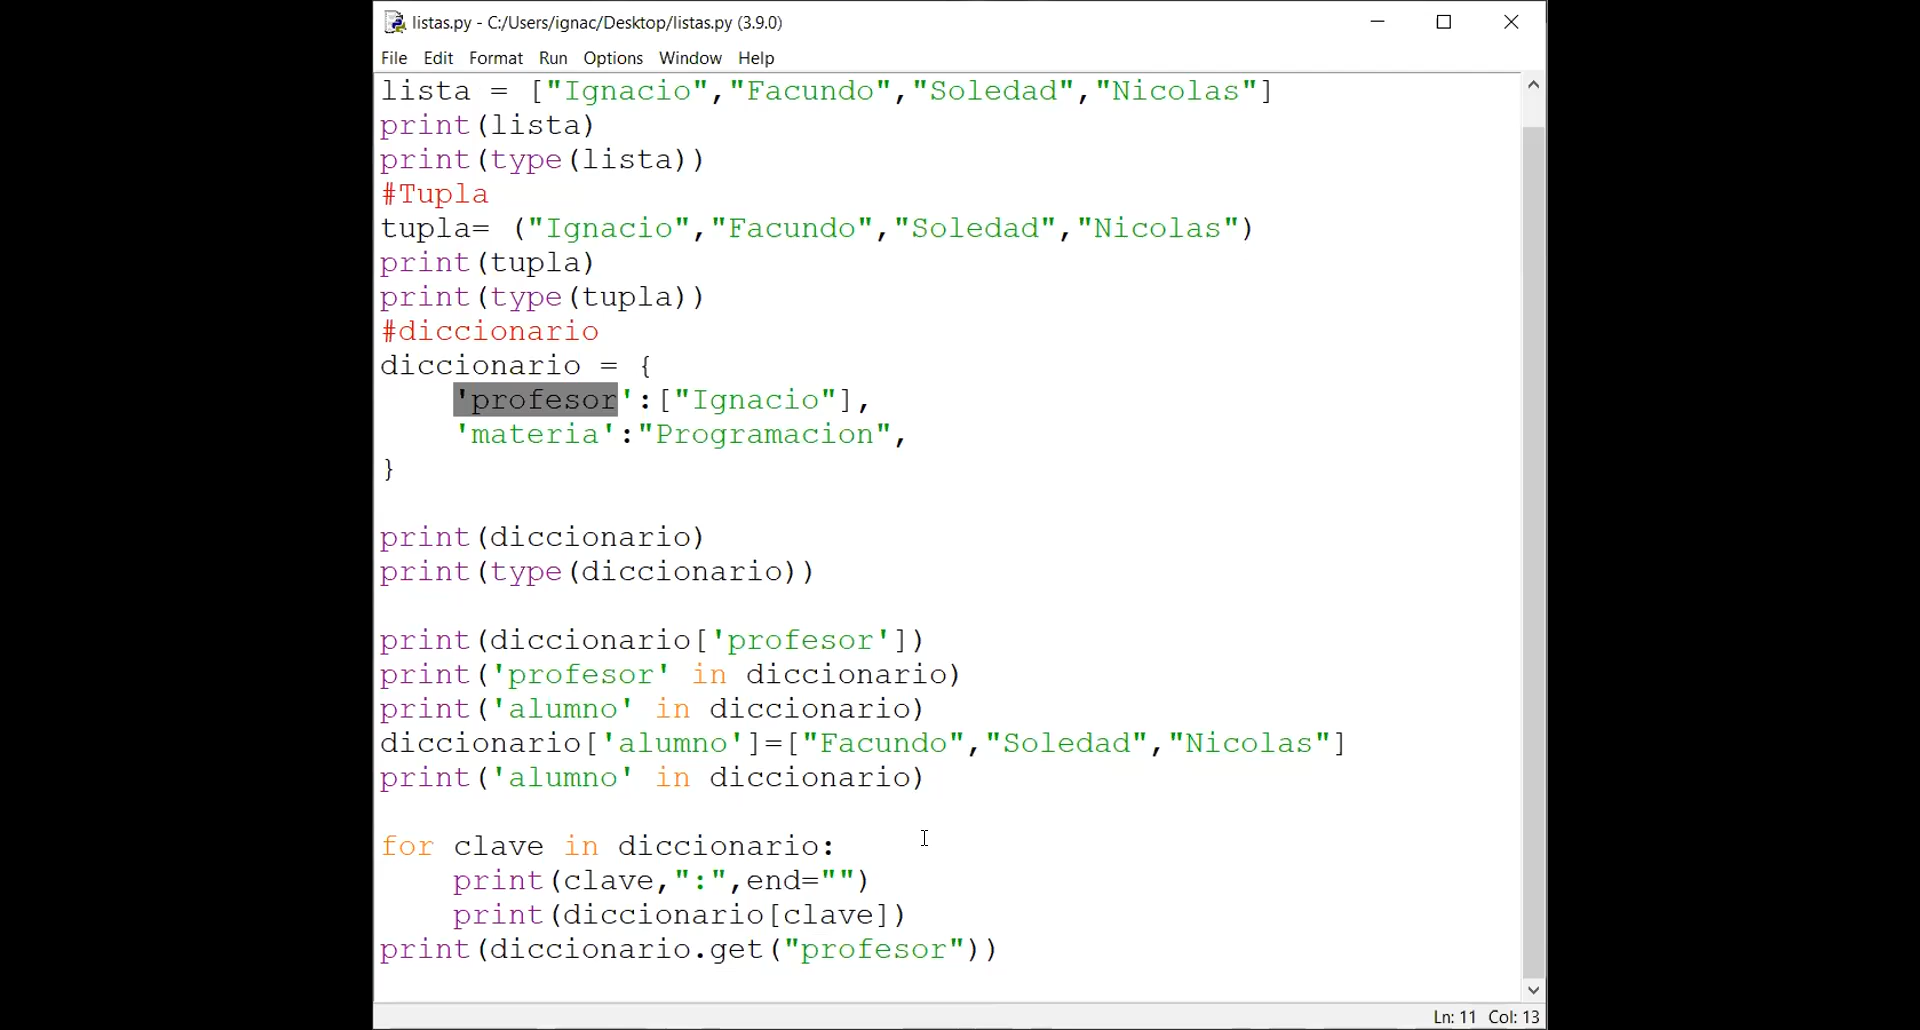 listas.py - C:/Users/ignac/Desktop/listas.py (3.9.0)
File Edit Format Run Options Window Help
lista = ["Ignacio","Facundo","Soledad","Nicolas"]
print(lista)
print(type(lista))
#Tupla
tupla= ("Ignacio","Facundo","Soledad","Nicolas")
print(tupla)
print(type(tupla))
#diccionario
diccionario = {
    'profesor':["Ignacio"],
    'materia':"Programacion",
}
print(diccionario)
print(type(diccionario))
print(diccionario['profesor'])
print('profesor' in diccionario)
print('alumno' in diccionario)
diccionario['alumno']=["Facundo","Soledad","Nicolas"]
print('alumno' in diccionario)
for clave in diccionario:
    print(clave,":",end="")
    print(diccionario[clave])
print(diccionario.get("profesor"))
Ln: 11 Col: 13